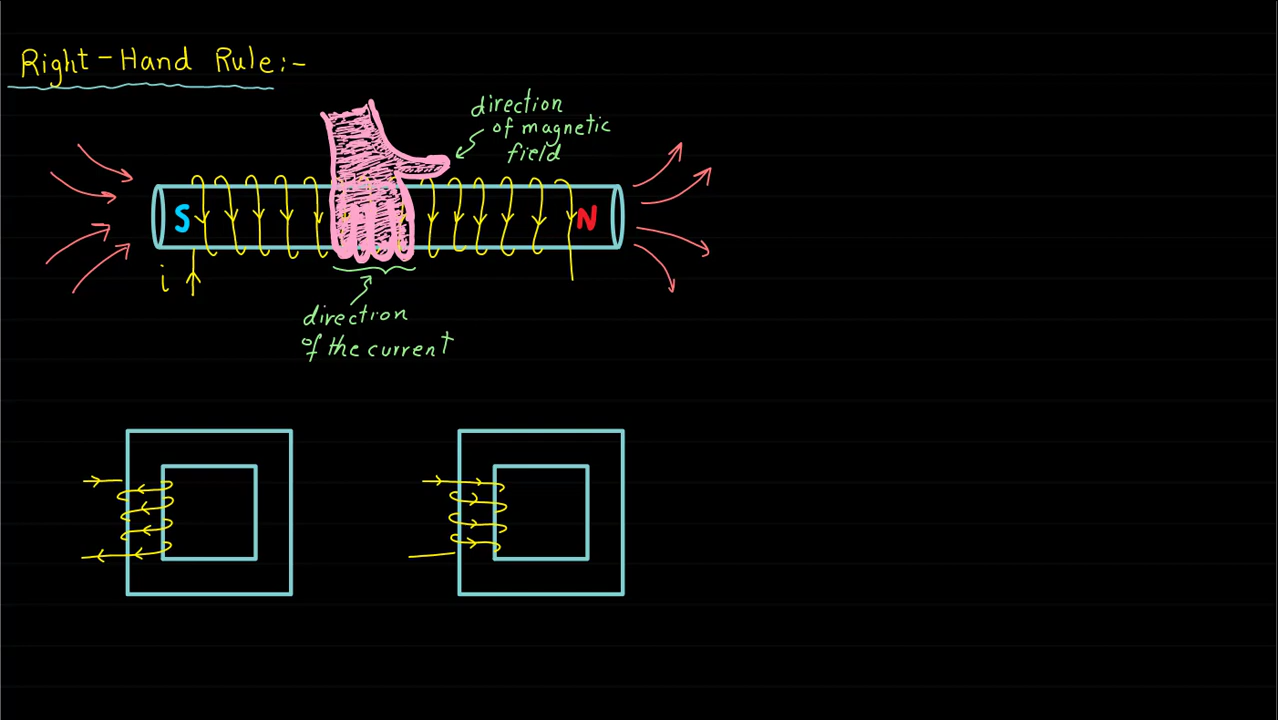 Right-Hand Rule:-
direction
of magnetic
field
S
N
i
direction
of the current